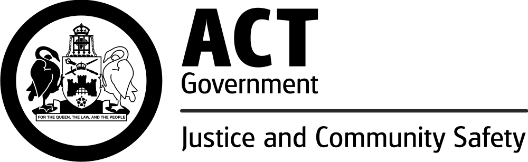 ACT
Government
Justice and Community Safety
FOR THE QUEEN, THE LAW, AND THE PEOPLE